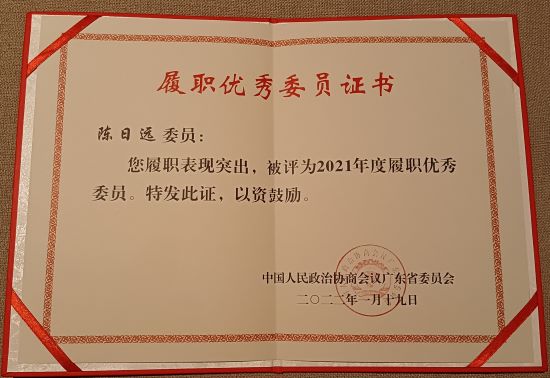 履职优秀委员证书
陈日远委员：
您履职表现突出，被评为2021年度履职优秀
委员。特发此证，以资鼓励。
中国人民政治协商会议广东省委员会
二〇二二年一月十九日